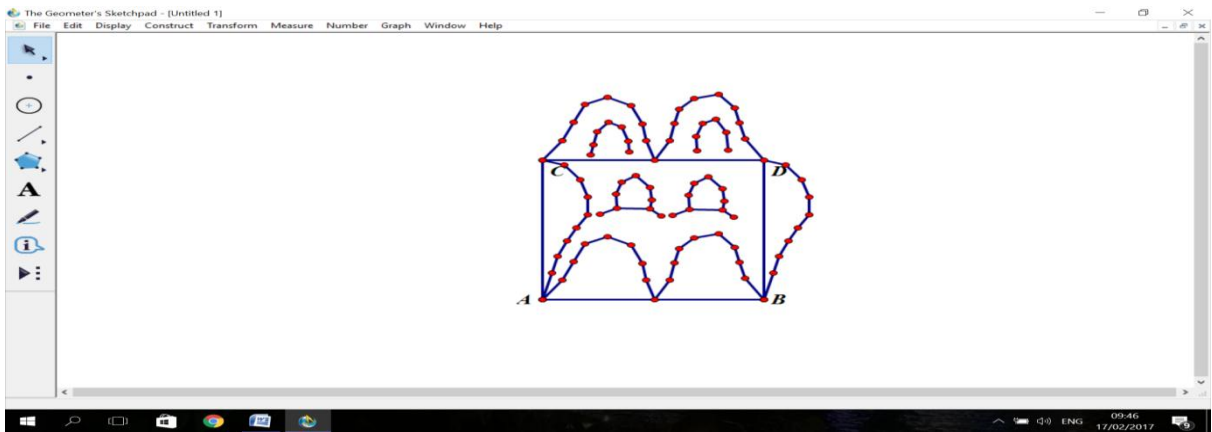 The Geometer's Sketchpad - [Untitled 1]
File Edit Display Construct Transform Measure Number Graph Window Help
A
C D
A B
ENG
09:46
17/02/2017
9